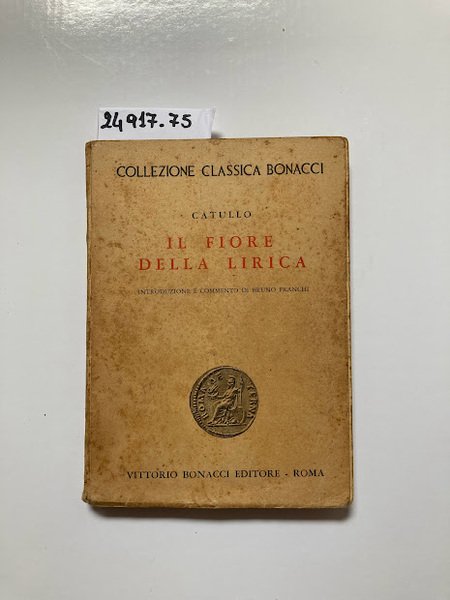 24917.75
COLLEZIONE CLASSICA BONACCI
CATULLO
IL FIORE
DELLA LIRICA
INTRODUZIONE E COMMENTO DI BRUNO FRANCHI
VITTORIO BONACCI EDITORE - ROMA